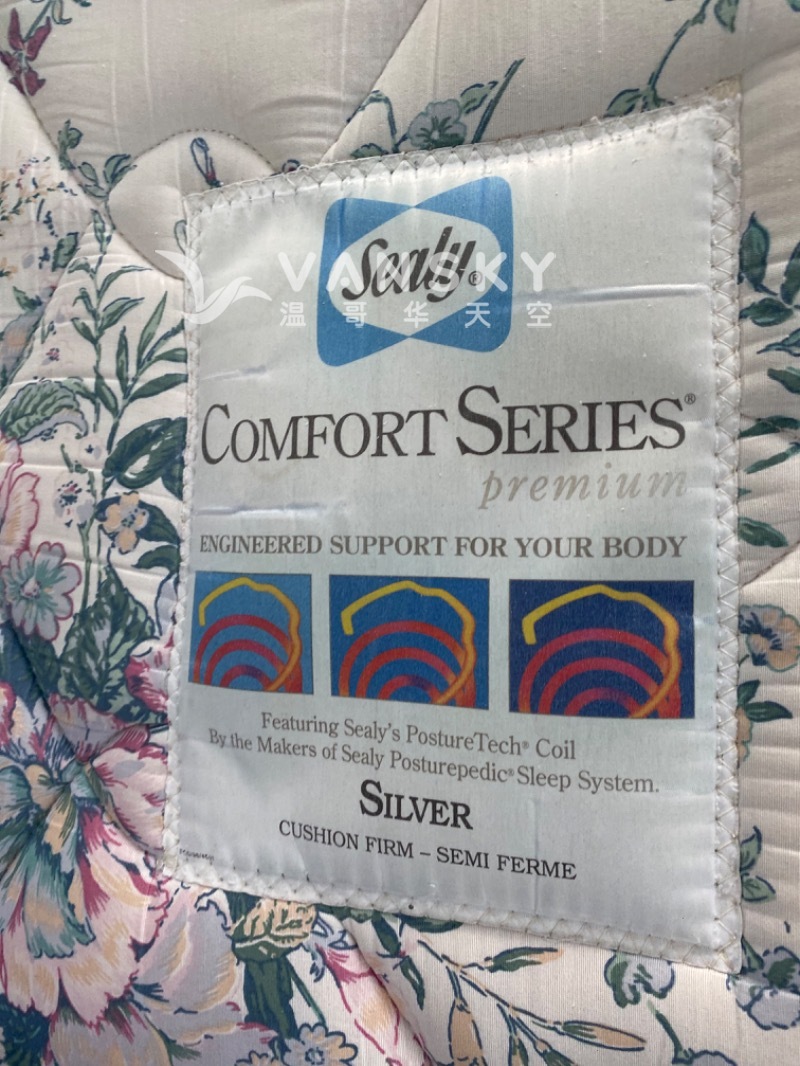 Sealy®
VANSKY
温哥华天空
COMFORT SERIES®
premium
ENGINEERED SUPPORT FOR YOUR BODY
Featuring Sealy's PostureTech® Coil
By the Makers of Sealy Posturepedic® Sleep System.
SILVER
CUSHION FIRM – SEMI FERME